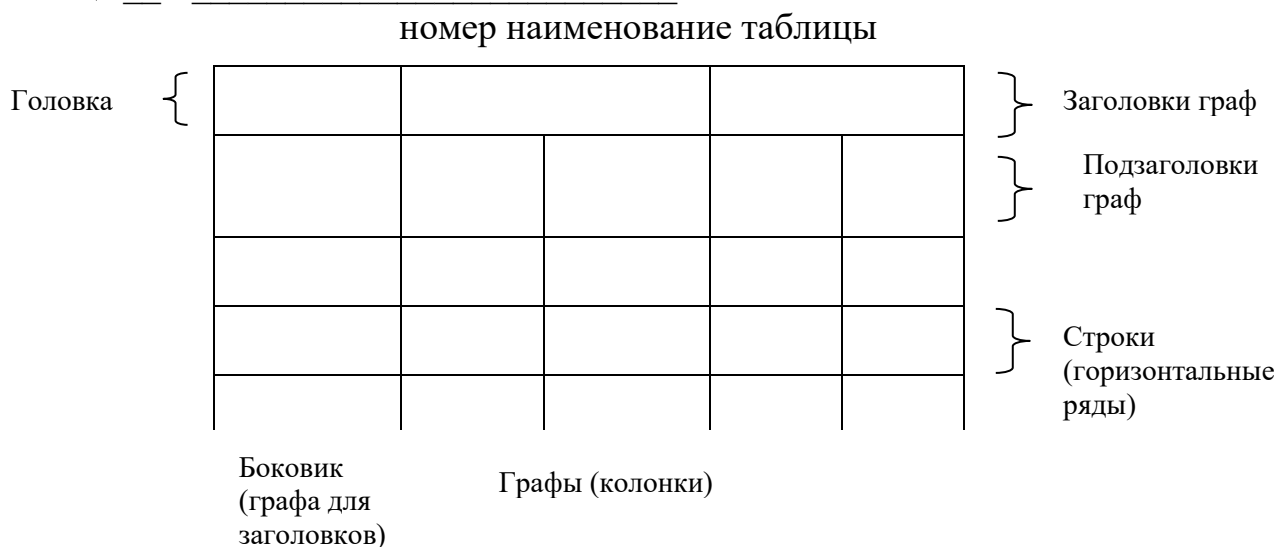 номер наименование таблицы
Головка
Заголовки граф
Подзаголовки
граф
Строки
(горизонтальные
ряды)
Боковик
(графа для
заголовков)
Графы (колонки)